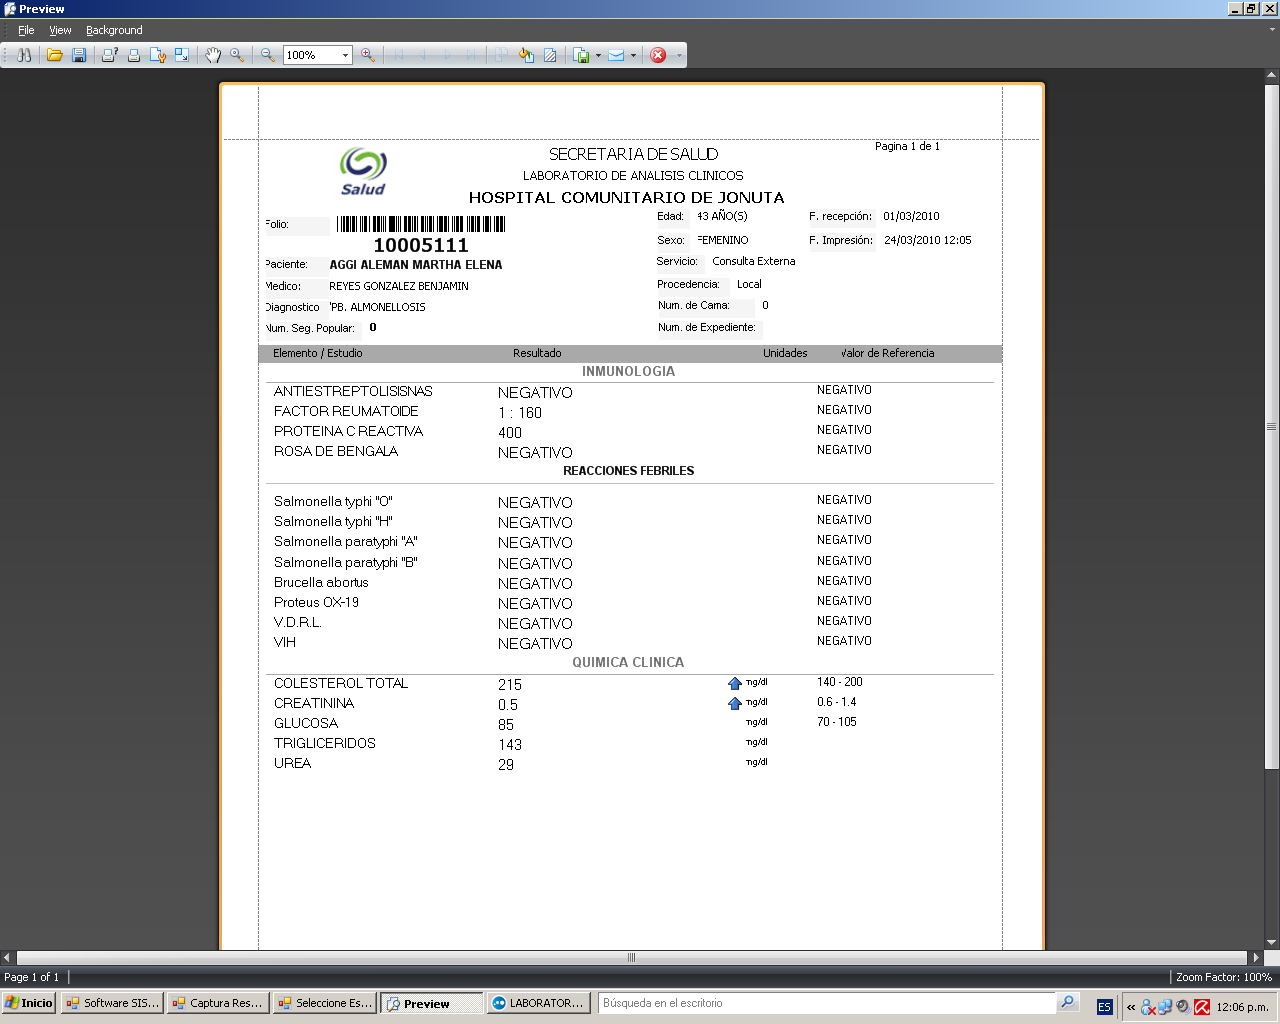 Preview
File View Background
100%
Pagina 1 de 1
SECRETARIA DE SALUD
LABORATORIO DE ANALISIS CLINICOS
HOSPITAL COMUNITARIO DE JONUTA
Salud
Folio:
10005111
Edad: 43 AÑO(S) F. recepción: 01/03/2010
Sexo: FEMENINO F. Impresión: 24/03/2010 12:05
Paciente: AGGI ALEMAN MARTHA ELENA
Servicio: Consulta Externa
Medico: REYES GONZALEZ BENJAMIN
Procedencia: Local
Diagnostico PB. ALMONELLOSIS
Num. de Cama: 0
Num. Seg. Popular: 0
Num. de Expediente:
Elemento / Estudio Resultado Unidades Valor de Referencia
INMUNOLOGIA
ANTIESTREPTOLISISNAS NEGATIVO NEGATIVO
FACTOR REUMATOIDE 1 : 160 NEGATIVO
PROTEINA C REACTIVA 400 NEGATIVO
ROSA DE BENGALA NEGATIVO NEGATIVO
REACCIONES FEBRILES
Salmonella typhi "O" NEGATIVO NEGATIVO
Salmonella typhi "H" NEGATIVO NEGATIVO
Salmonella paratyphi "A" NEGATIVO NEGATIVO
Salmonella paratyphi "B" NEGATIVO NEGATIVO
Brucella abortus NEGATIVO NEGATIVO
Proteus OX-19 NEGATIVO NEGATIVO
V.D.R.L. NEGATIVO NEGATIVO
VIH NEGATIVO NEGATIVO
QUIMICA CLINICA
COLESTEROL TOTAL 215 mg/dl 140 - 200
CREATININA 0.5 mg/dl 0.6 - 1.4
GLUCOSA 85 mg/dl 70 - 105
TRIGLICERIDOS 143 mg/dl
UREA 29 mg/dl
Page 1 of 1 Zoom Factor: 100%
Inicio Software SIS... Captura Res... Seleccione Es... Preview LABORATOR... Búsqueda en el escritorio ES « 12:06 p.m.